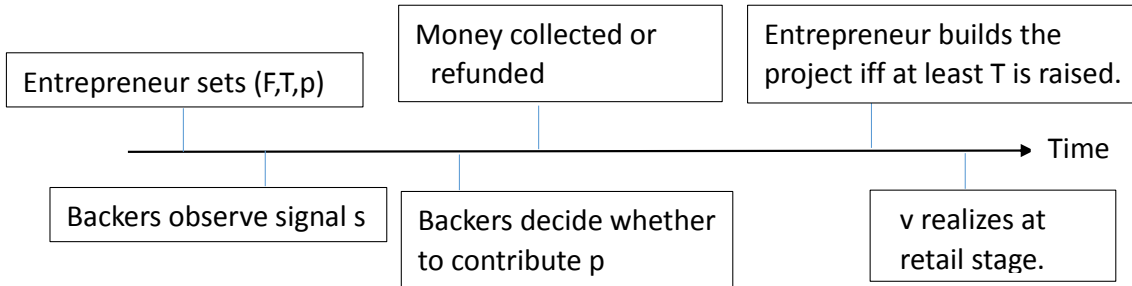 Entrepreneur sets (F,T,p)
Money collected or
refunded
Entrepreneur builds the
project iff at least T is raised.
Time
Backers observe signal s
Backers decide whether
to contribute p
v realizes at
retail stage.